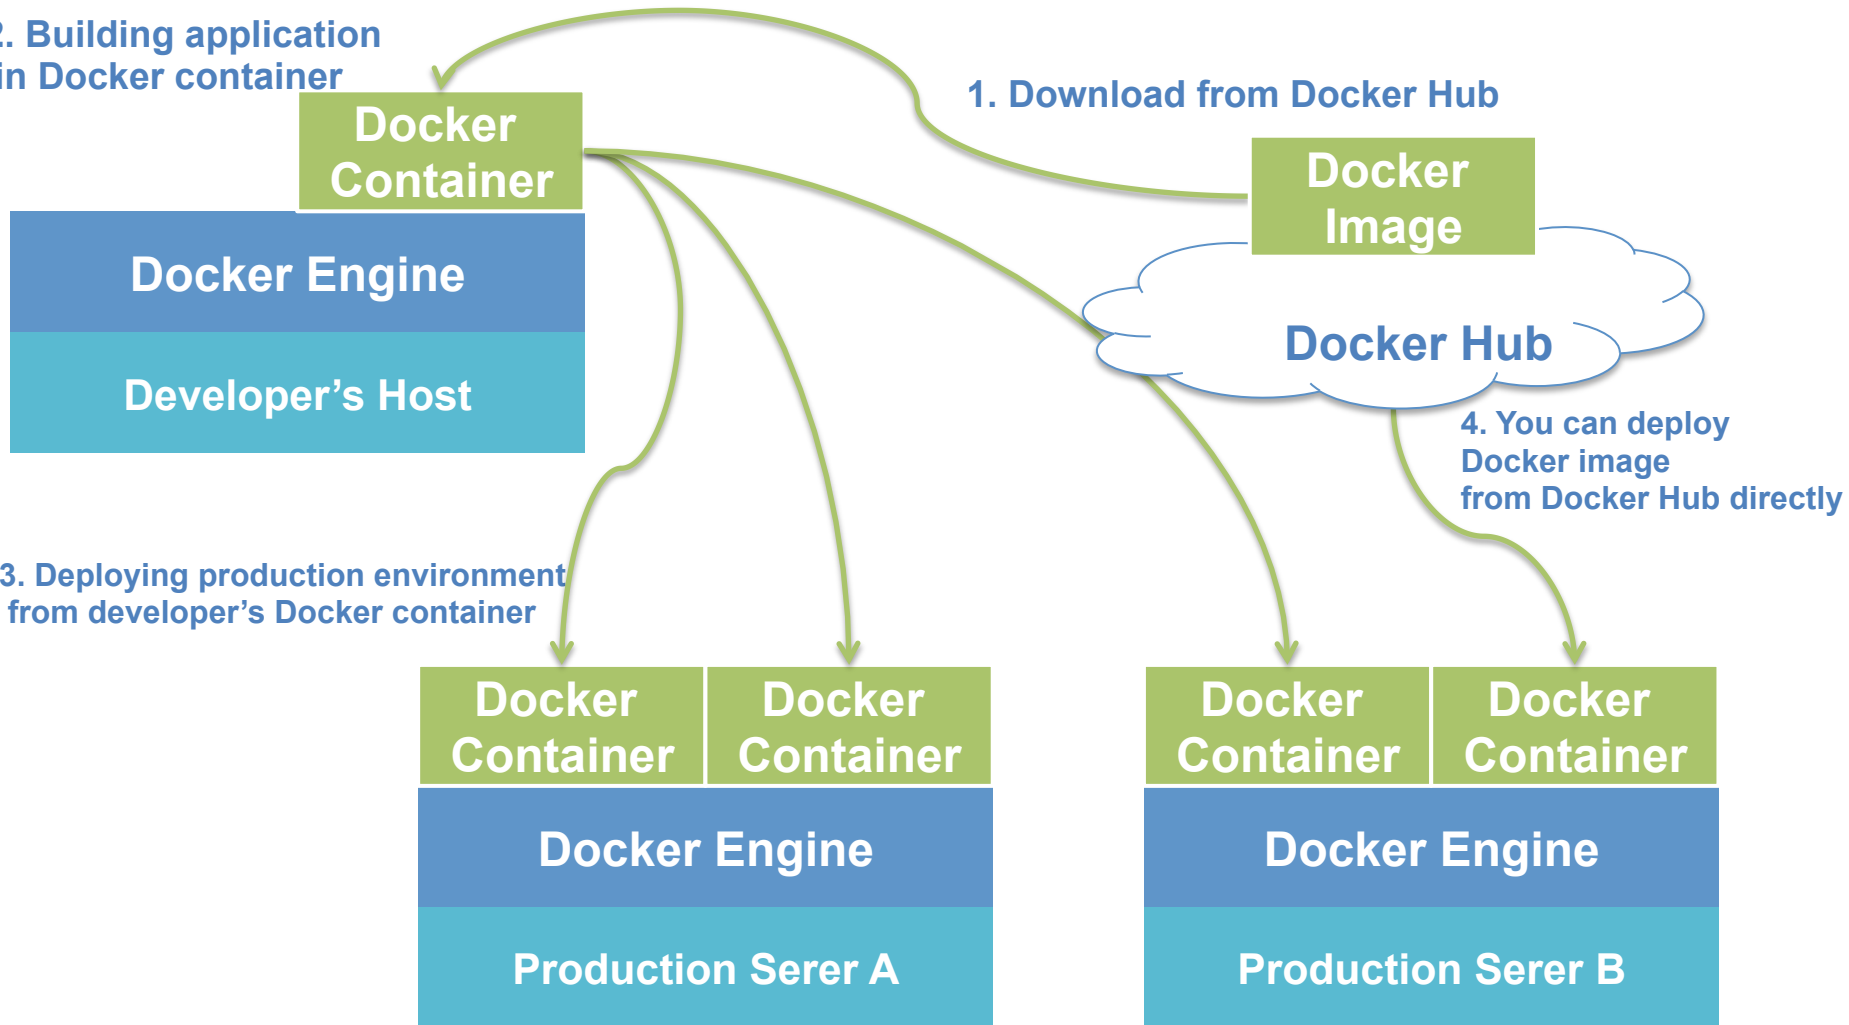 2. Building application
in Docker container
1. Download from Docker Hub
Docker
Container
Docker
Image
Docker Engine
Docker Hub
Developer’s Host
4. You can deploy
Docker image
from Docker Hub directly
3. Deploying production environment
from developer’s Docker container
Docker
Container
Docker
Container
Docker
Container
Docker
Container
Docker Engine
Docker Engine
Production Serer A
Production Serer B